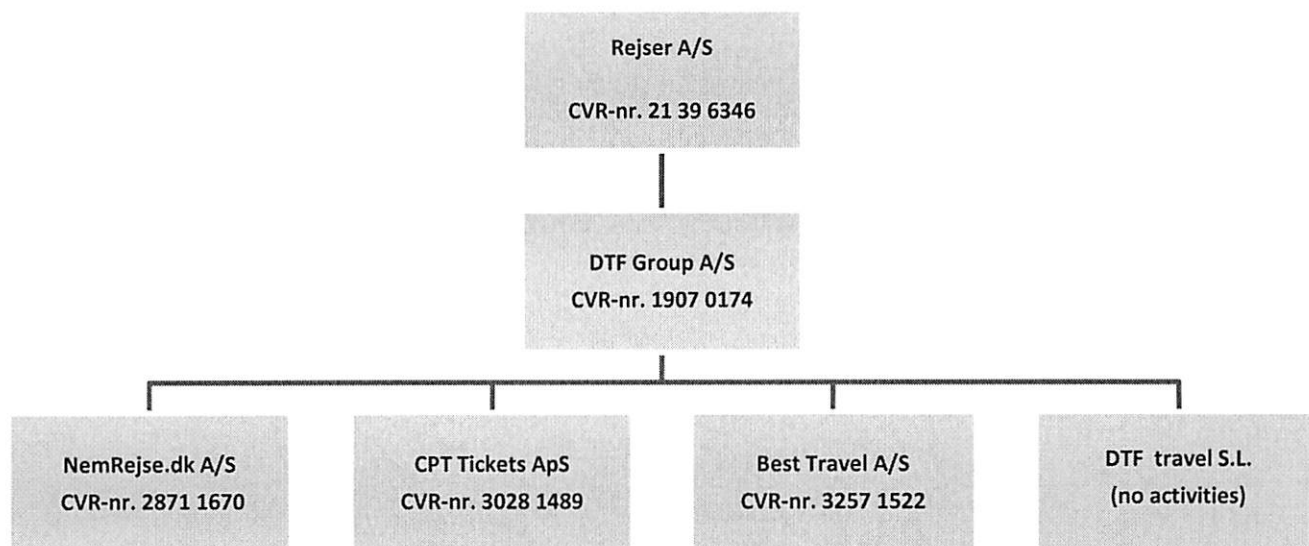 Rejser A/S
CVR-nr. 21 39 6346
DTF Group A/S
CVR-nr. 1907 0174
NemRejse.dk A/S
CVR-nr. 2871 1670
CPT Tickets ApS
CVR-nr. 3028 1489
Best Travel A/S
CVR-nr. 3257 1522
DTF travel S.L.
(no activities)